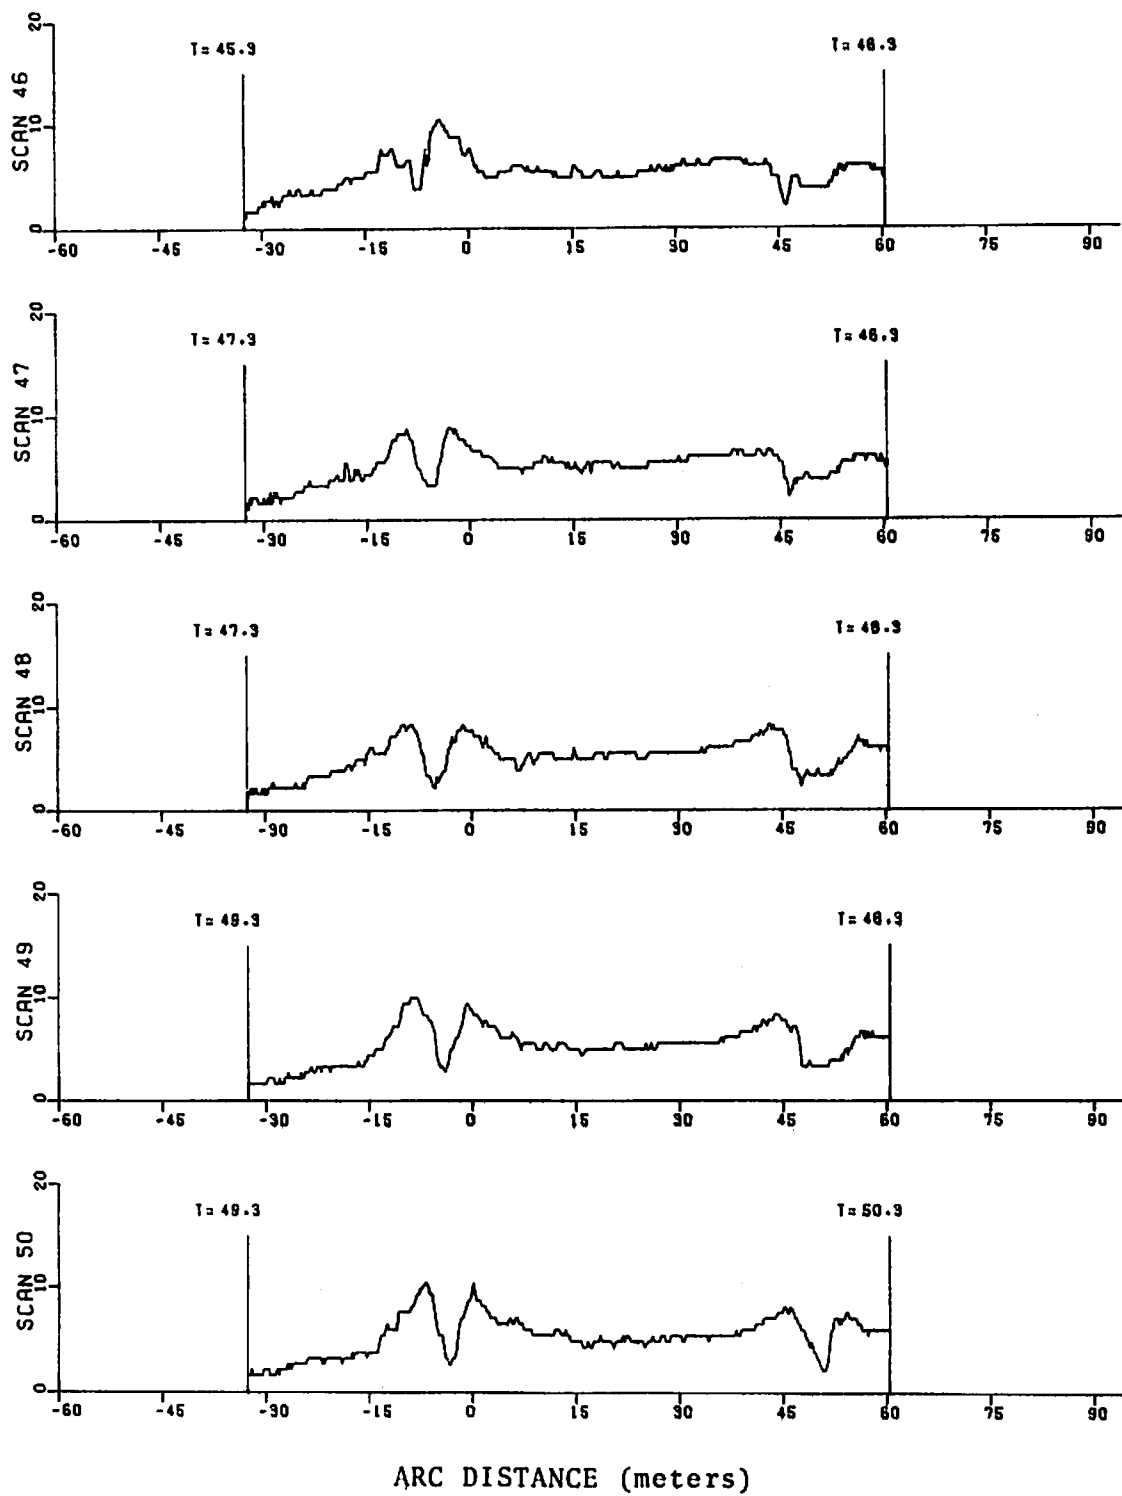 20
T= 45.3 T= 46.3
SCAN 46
10
0
-60 -45 -30 -15 0 15 30 45 60 75 90
20
T= 47.3 T= 46.3
SCAN 47
10
0
-60 -45 -30 -15 0 15 30 45 60 75 90
20
T= 47.3 T= 48.3
SCAN 48
10
0
-60 -45 -30 -15 0 15 30 45 60 75 90
20
T= 49.3 T= 48.3
SCAN 49
10
0
-60 -45 -30 -15 0 15 30 45 60 75 90
20
T= 49.3 T= 50.3
SCAN 50
10
0
-60 -45 -30 -15 0 15 30 45 60 75 90
ARC DISTANCE (meters)